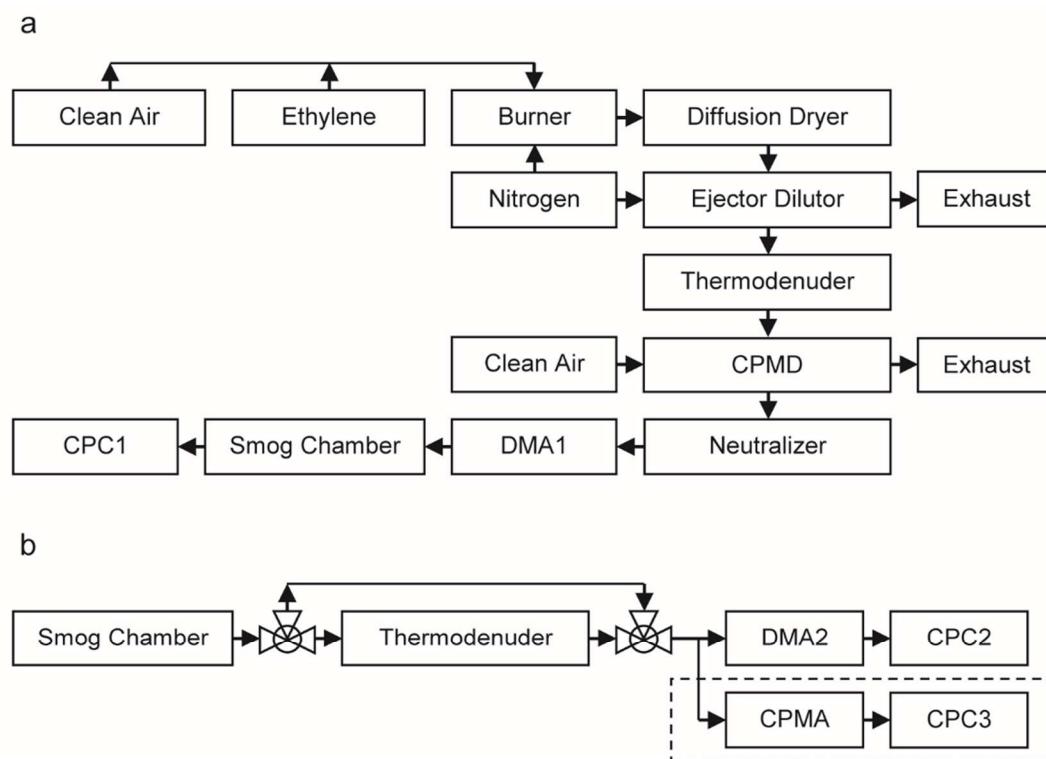 a
Clean Air
Ethylene
Burner
Diffusion Dryer
Nitrogen
Ejector Dilutor
Exhaust
Thermodenuder
Clean Air
CPMD
Exhaust
CPC1
Smog Chamber
DMA1
Neutralizer
b
Smog Chamber
Thermodenuder
DMA2
CPC2
CPMA
CPC3